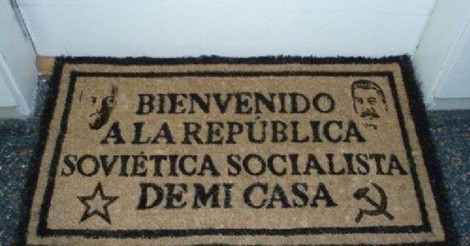 BIENVENIDO
A LA REPÚBLICA
SOVIÉTICA SOCIALISTA
DE MI CASA